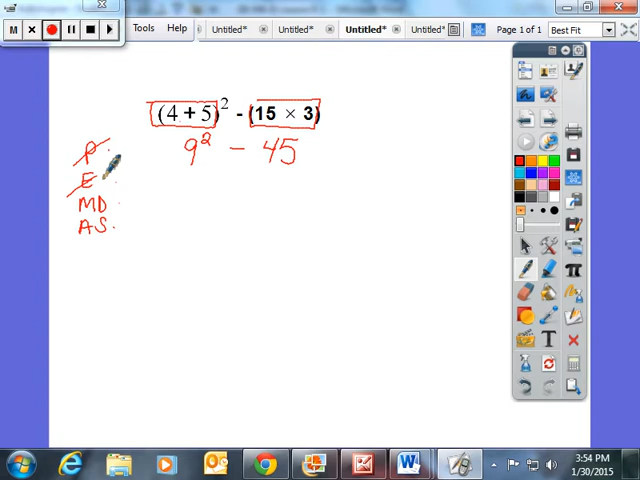 M
Tools
Untitled*
Untitled*
Untitled*
Untitled*
Page 1 of 1
Best Fit
(4 + 5)² - (15 × 3)
9² - 45
P.
E.
MD.
AS.
T
3:54 PM
1/30/2015